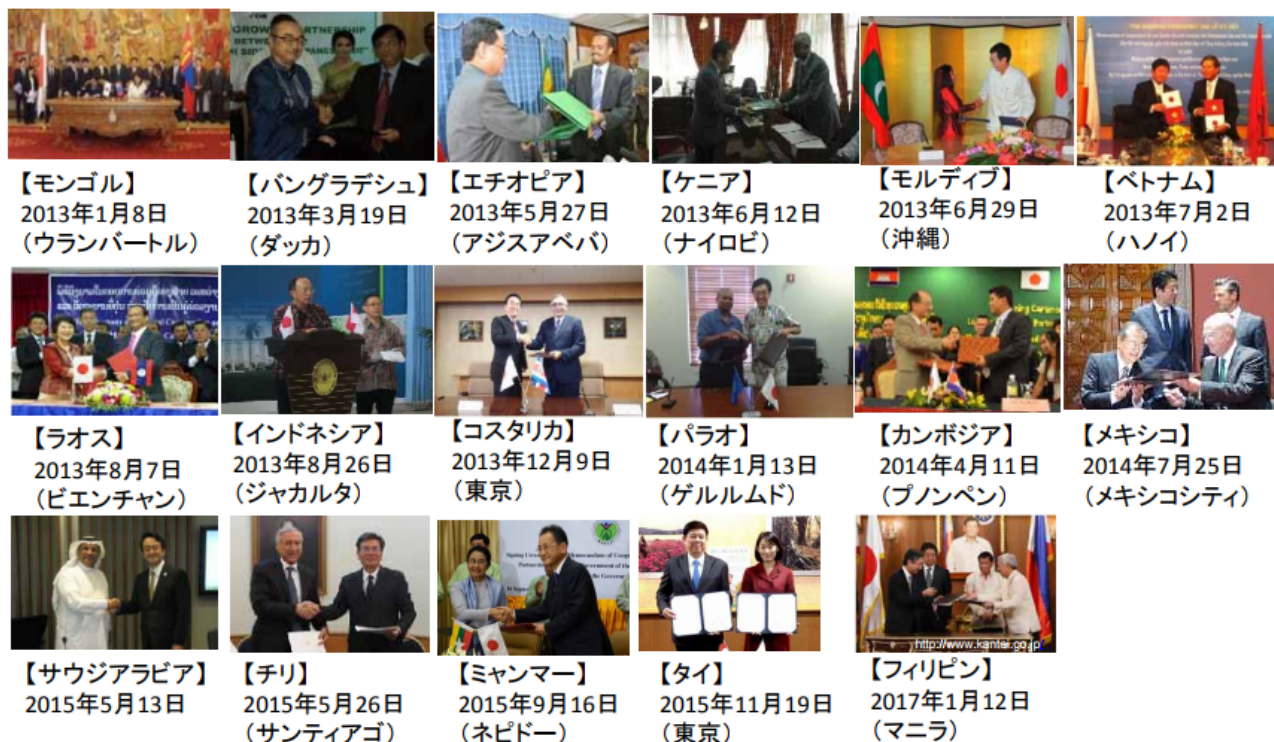 FOR
GROWTH PARTNERSHIP
【モンゴル】
2013年1月8日
（ウランバートル）
【バングラデシュ】
2013年3月19日
（ダッカ）
【エチオピア】
2013年5月27日
（アジスアベバ）
【ケニア】
2013年6月12日
（ナイロビ）
【モルディブ】
2013年6月29日
（沖縄）
【ベトナム】
2013年7月2日
（ハノイ）
【ラオス】
2013年8月7日
（ビエンチャン）
【インドネシア】
2013年8月26日
（ジャカルタ）
【コスタリカ】
2013年12月9日
（東京）
【パラオ】
2014年1月13日
（ゲルルムド）
【カンボジア】
2014年4月11日
（プノンペン）
【メキシコ】
2014年7月25日
（メキシコシティ）
http://www.kantei.go.jp
【サウジアラビア】
2015年5月13日
【チリ】
2015年5月26日
（サンティアゴ）
【ミャンマー】
2015年9月16日
（ネピドー）
【タイ】
2015年11月19日
（東京）
【フィリピン】
2017年1月12日
（マニラ）